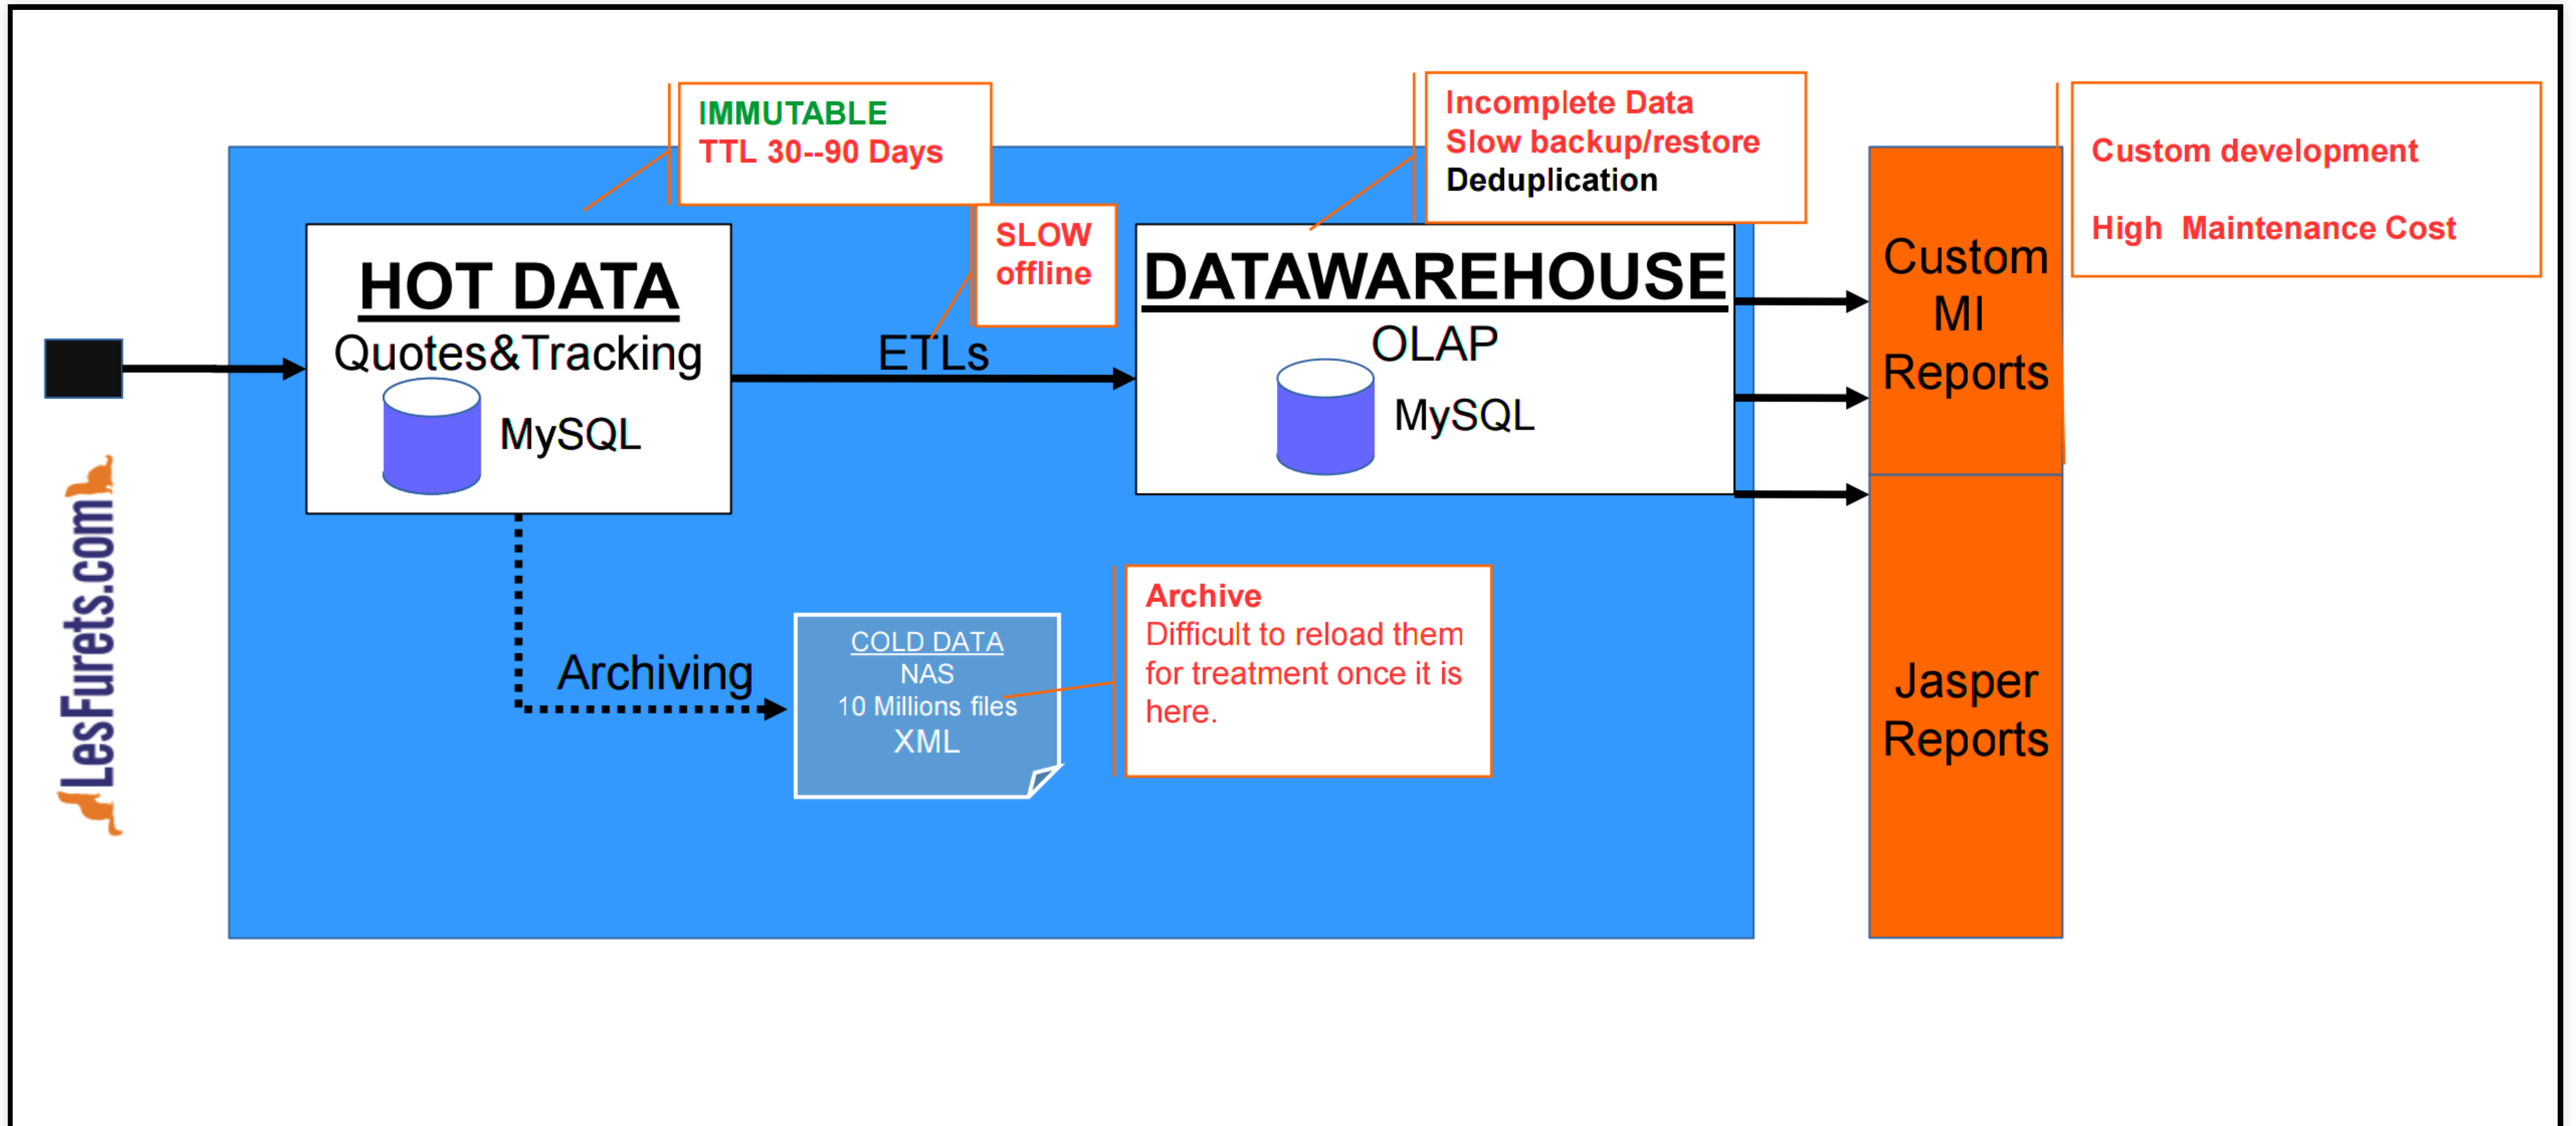 IMMUTABLE
TTL 30--90 Days
Incomplete Data
Slow backup/restore
Deduplication
Custom development
High  Maintenance Cost
SLOW
offline
HOT DATA
Quotes&Tracking
MySQL
ETLs
DATAWAREHOUSE
OLAP
MySQL
Custom
MI
Reports
LesFurets.com
Archiving
COLD DATA
NAS
10 Millions files
XML
Archive
Difficult to reload them
for treatment once it is
here.
Jasper
Reports